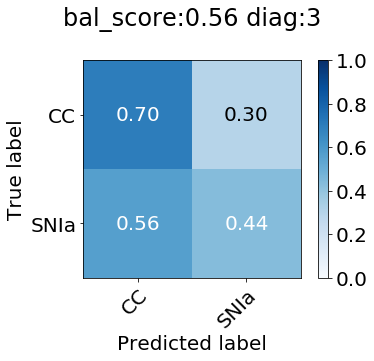 bal_score:0.56 diag:3
True label
CC
SNIa
0.70
0.30
0.56
0.44
CC
SNIa
Predicted label
1.0
0.8
0.6
0.4
0.2
0.0